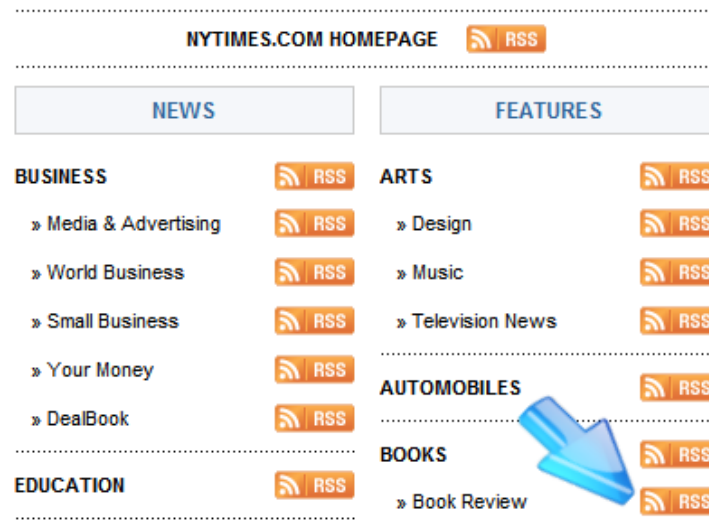 NYTIMES.COM HOMEPAGE RSS
NEWS
BUSINESS RSS
» Media & Advertising RSS
» World Business RSS
» Small Business RSS
» Your Money RSS
» DealBook RSS
EDUCATION RSS
FEATURES
ARTS RSS
» Design RSS
» Music RSS
» Television News RSS
AUTOMOBILES RSS
BOOKS RSS
» Book Review RSS